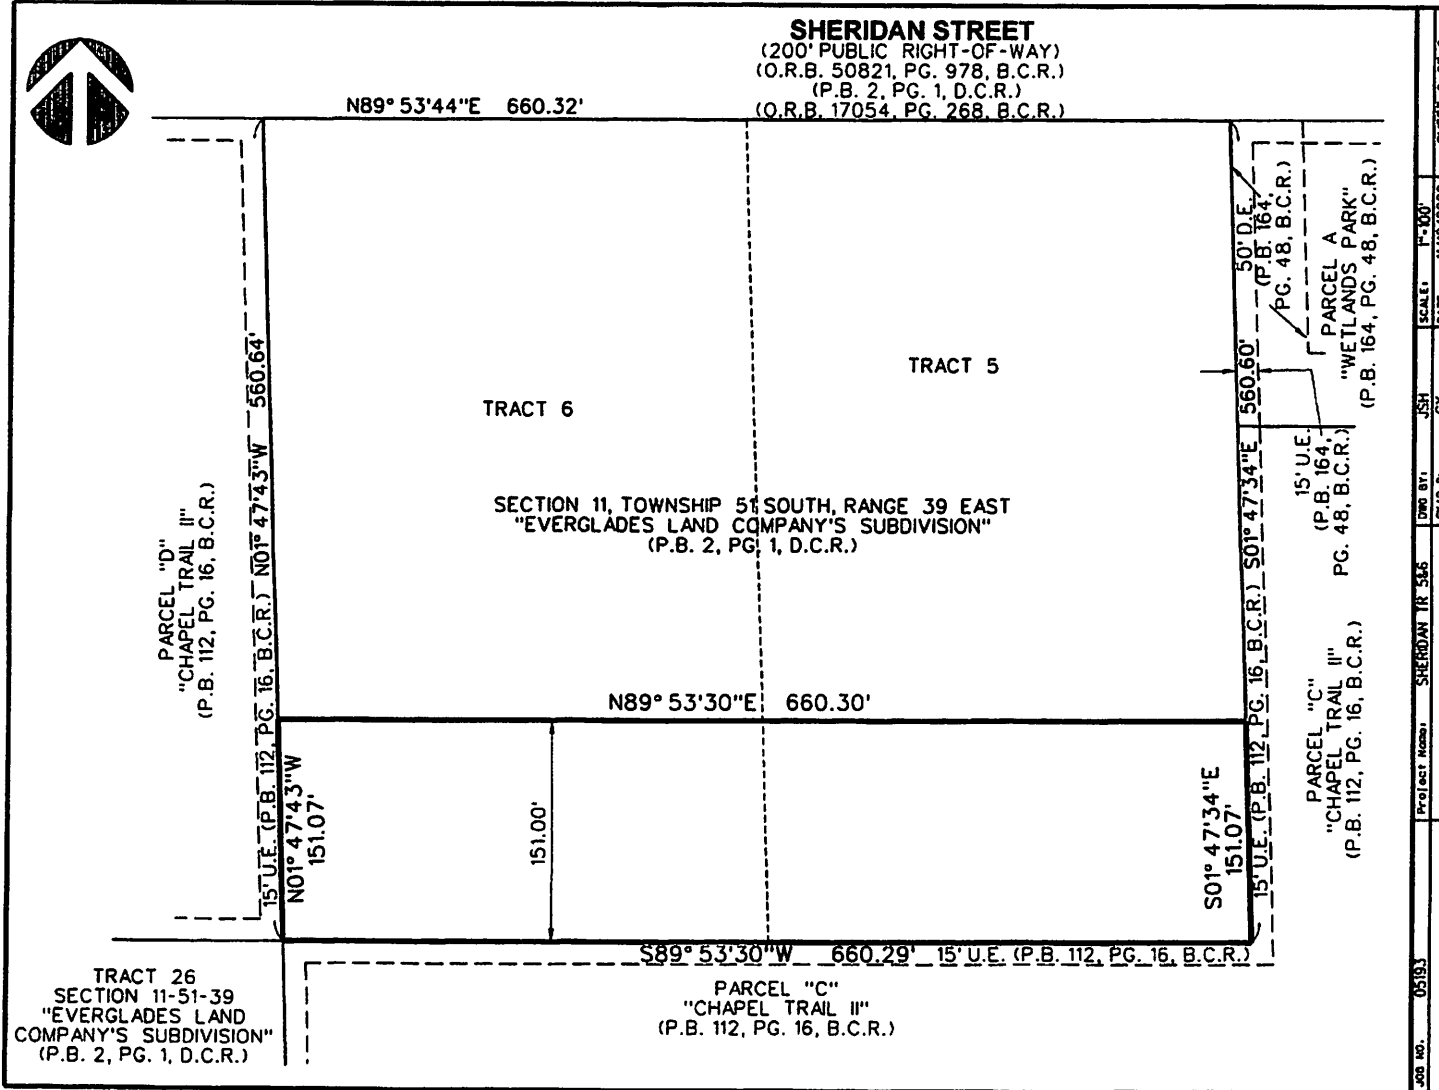 SHERIDAN STREET
(200' PUBLIC RIGHT-OF-WAY)
(O.R.B. 50821, PG. 978, B.C.R.)
(P.B. 2, PG. 1, D.C.R.)
(O.R.B. 17054, PG. 268, B.C.R.)
N89° 53'44"E 660.32'
50' D.E.
(P.B. 164,
PG. 48, B.C.R.)
PARCEL A
"WETLANDS PARK"
(P.B. 164, PG. 48, B.C.R.)
TRACT 5
TRACT 6
15' U.E.
(P.B. 164,
PG. 48, B.C.R.)
SECTION 11, TOWNSHIP 51 SOUTH, RANGE 39 EAST
"EVERGLADES LAND COMPANY'S SUBDIVISION"
(P.B. 2, PG. 1, D.C.R.)
PARCEL "D"
"CHAPEL TRAIL II"
(P.B. 112, PG. 16, B.C.R.)
15' U.E. (P.B. 112, PG. 16, B.C.R.) N01° 47'43"W 560.64'
15' U.E. (P.B. 112, PG. 16, B.C.R.) S01° 47'34"E 560.60'
PARCEL "C"
"CHAPEL TRAIL II"
(P.B. 112, PG. 16, B.C.R.)
N89° 53'30"E 660.30'
N01° 47'43"W
151.07'
151.00'
S01° 47'34"E
151.07'
S89° 53'30"W 660.29' 15' U.E. (P.B. 112, PG. 16, B.C.R.)
PARCEL "C"
"CHAPEL TRAIL II"
(P.B. 112, PG. 16, B.C.R.)
TRACT 26
SECTION 11-51-39
"EVERGLADES LAND
COMPANY'S SUBDIVISION"
(P.B. 2, PG. 1, D.C.R.)
JOB NO. 05193
Project Name: SHERIDAN TR 5&6
DWG BY: JSH
SCALE: 1"=100'